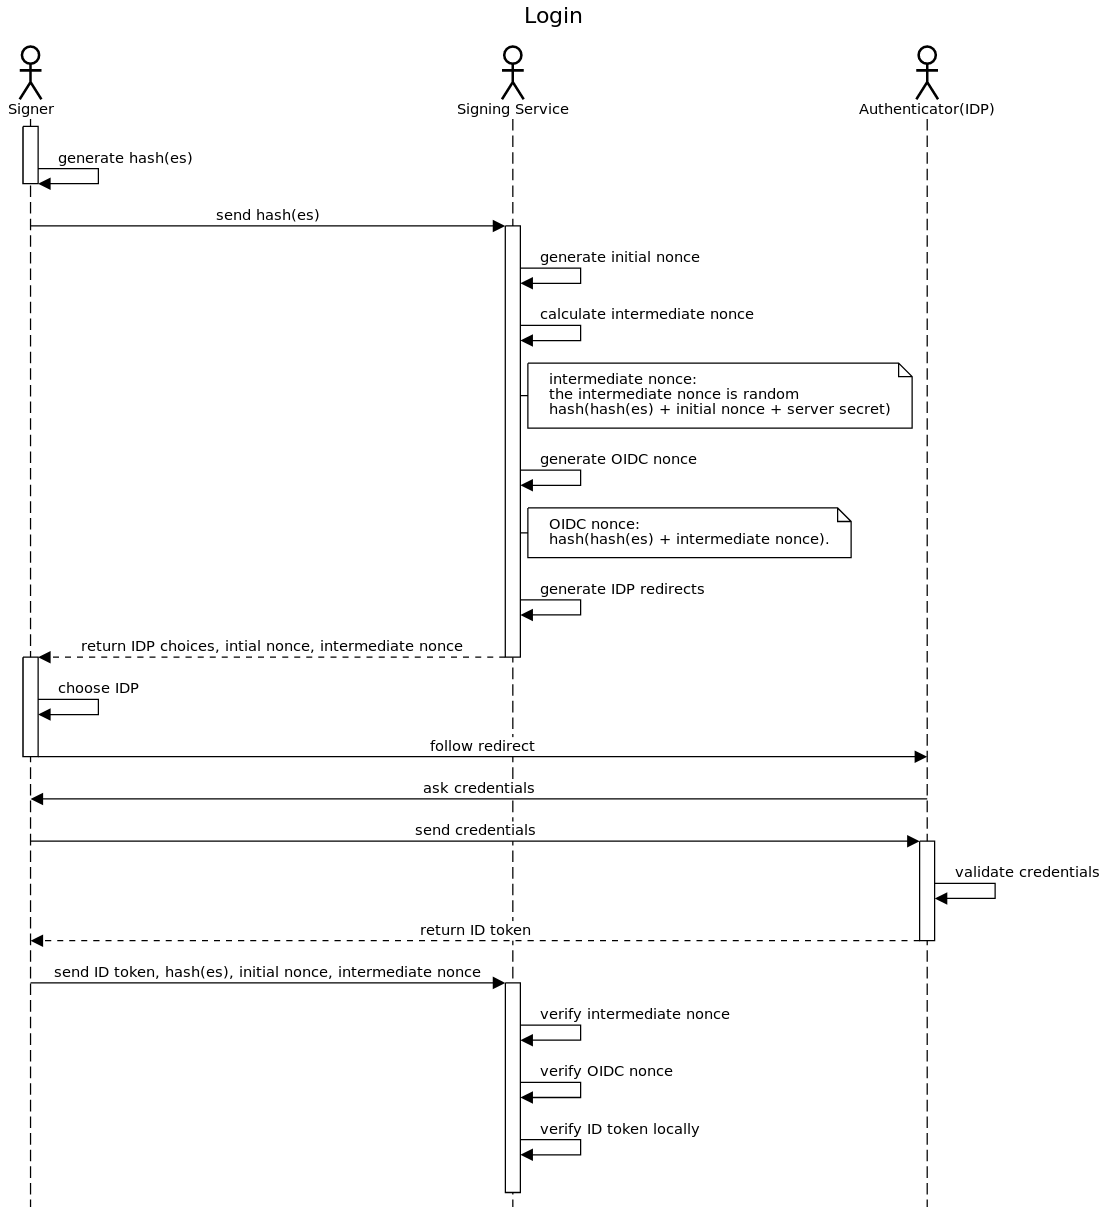 Login
Signer
Signing Service
Authenticator(IDP)
generate hash(es)
send hash(es)
generate initial nonce
calculate intermediate nonce
intermediate nonce:
the intermediate nonce is random
hash(hash(es) + initial nonce + server secret)
generate OIDC nonce
OIDC nonce:
hash(hash(es) + intermediate nonce).
generate IDP redirects
return IDP choices, intial nonce, intermediate nonce
choose IDP
follow redirect
ask credentials
send credentials
validate credentials
return ID token
send ID token, hash(es), initial nonce, intermediate nonce
verify intermediate nonce
verify OIDC nonce
verify ID token locally